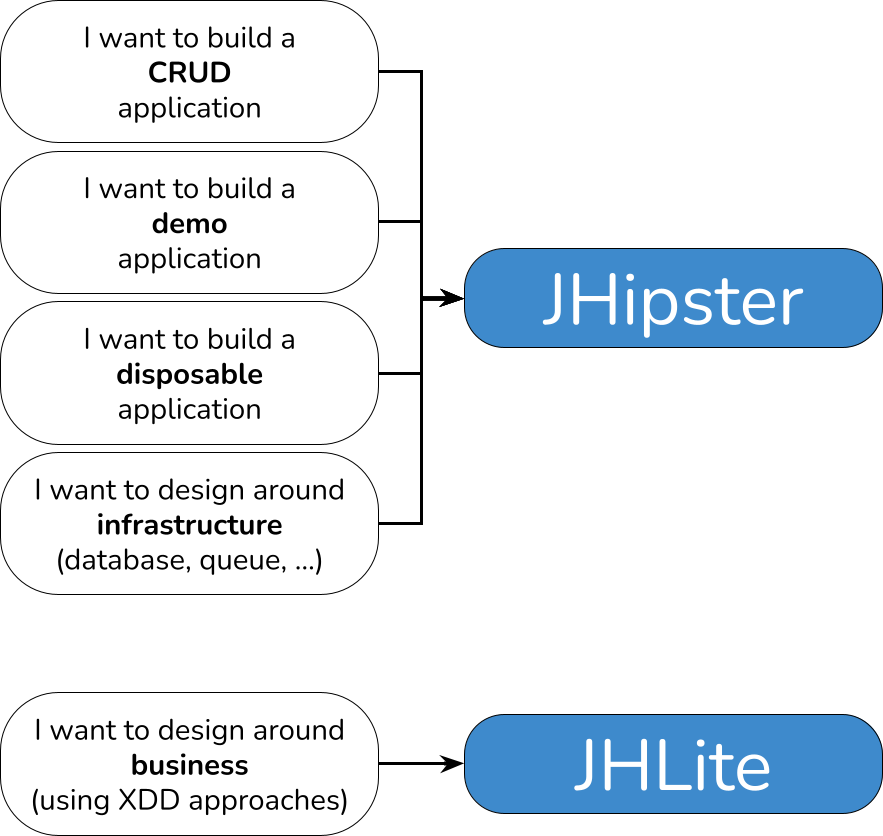 I want to build a
CRUD
application
I want to build a
demo
application
I want to build a
disposable
application
I want to design around
infrastructure
(database, queue, ...)
JHipster
I want to design around
business
(using XDD approaches)
JHLite